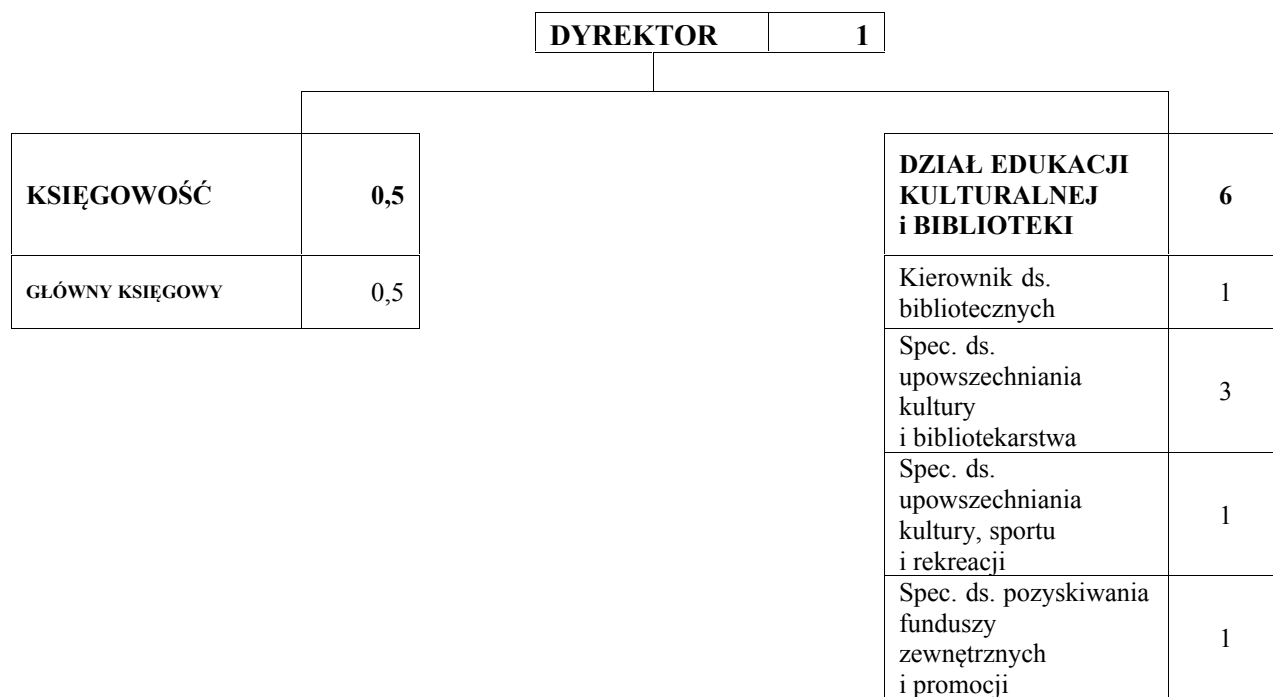 DYREKTOR 1
KSIĘGOWOŚĆ 0,5
GŁÓWNY KSIĘGOWY 0,5
DZIAŁ EDUKACJI
KULTURALNEJ 6
i BIBLIOTEKI
Kierownik ds.
bibliotecznych 1
Spec. ds.
upowszechniania
kultury 3
i bibliotekarstwa
Spec. ds.
upowszechniania
kultury, sportu 1
i rekreacji
Spec. ds. pozyskiwania
funduszy
zewnętrznych 1
i promocji